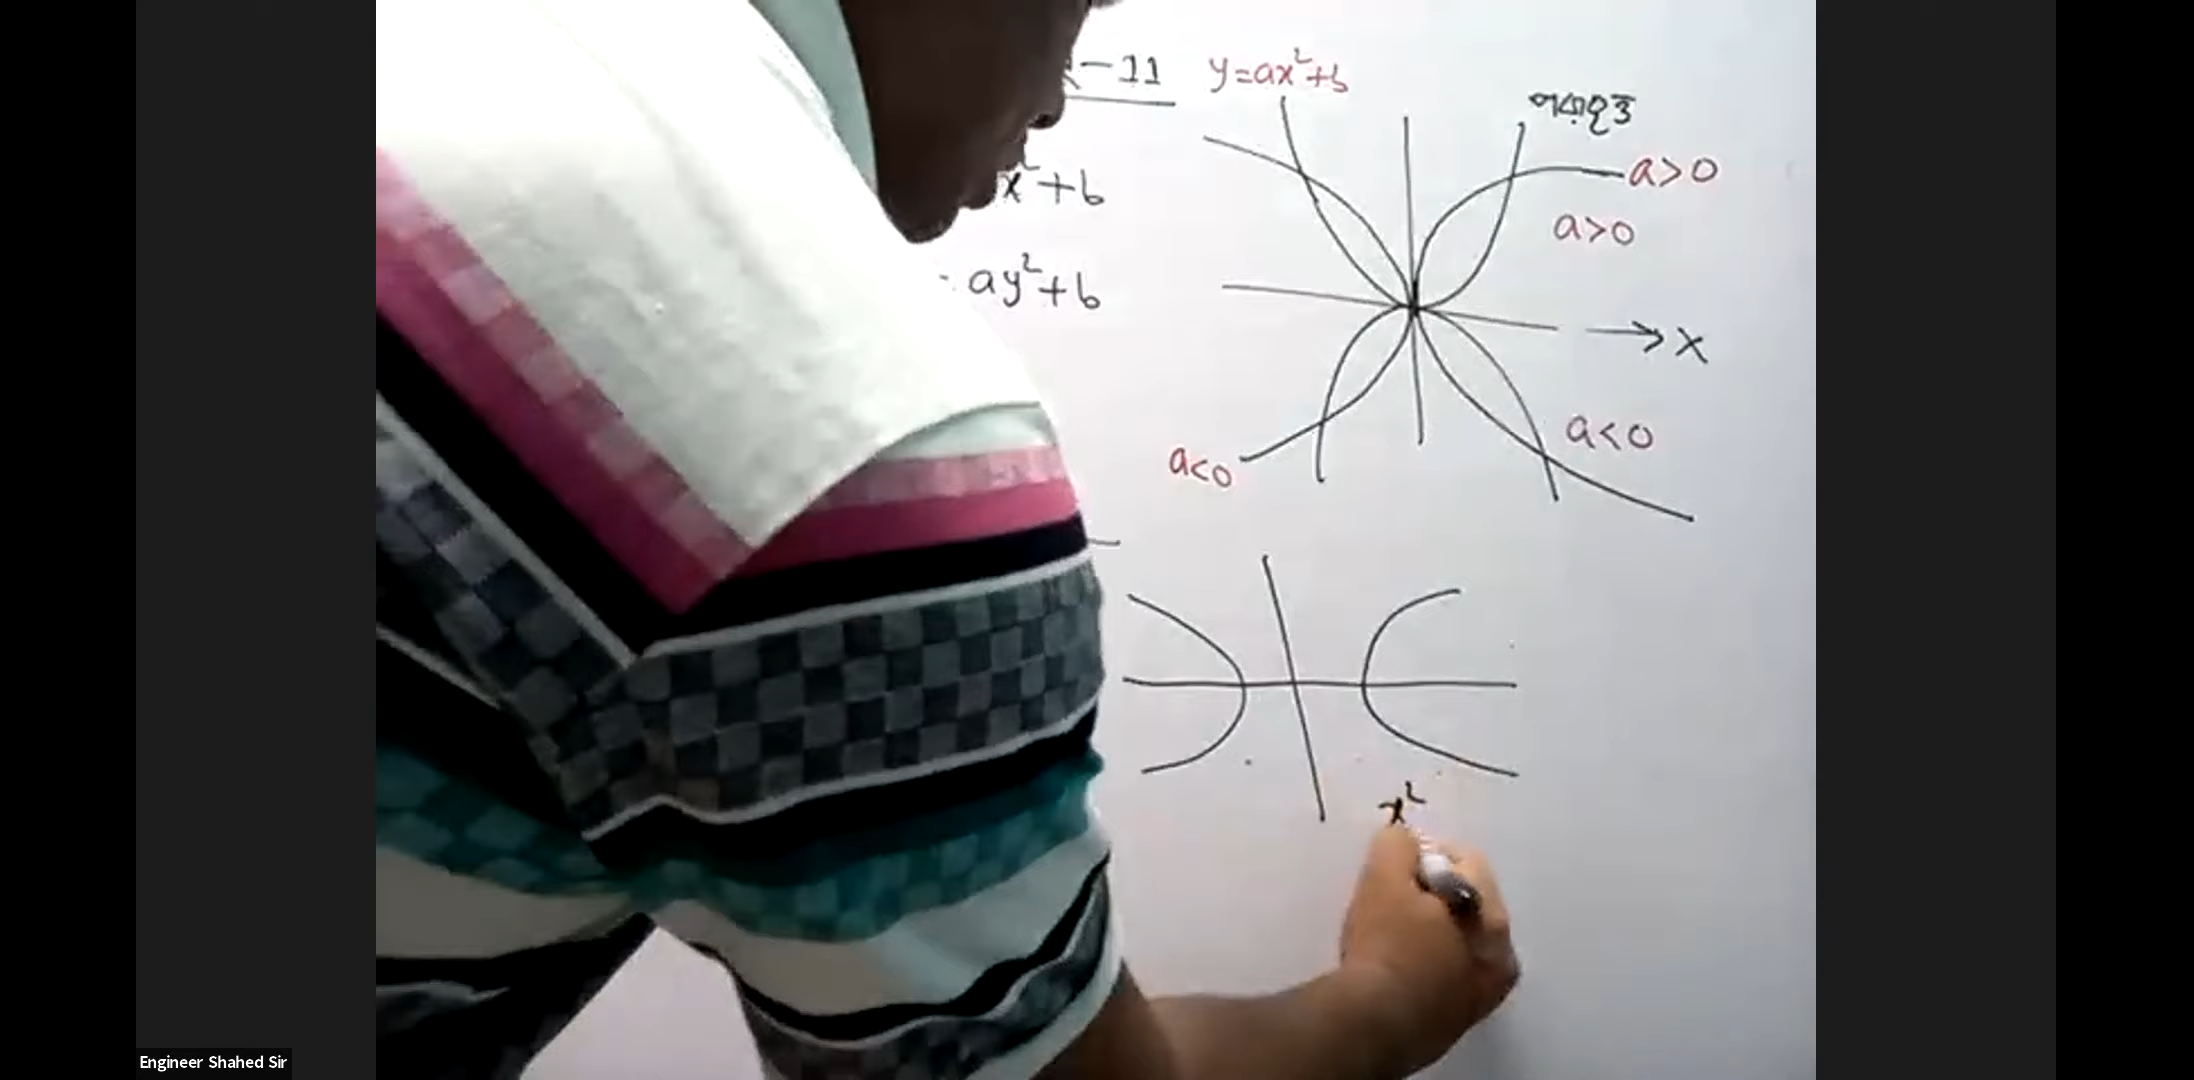 -11 y=ax²+b
পরাবৃত্ত
a>0
x²+b
a>0
ay²+b
→X
a<0
a<0
x²
Engineer Shahed Sir